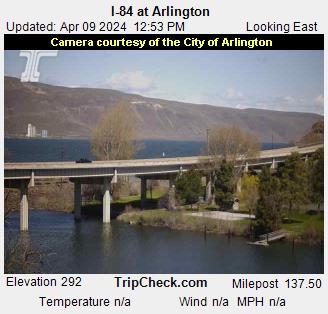 I-84 at Arlington
Updated: Apr 09 2024 12:53 PM Looking East
Camera courtesy of the City of Arlington
Elevation 292 TripCheck.com Milepost 137.50
Temperature n/a Wind n/a MPH n/a